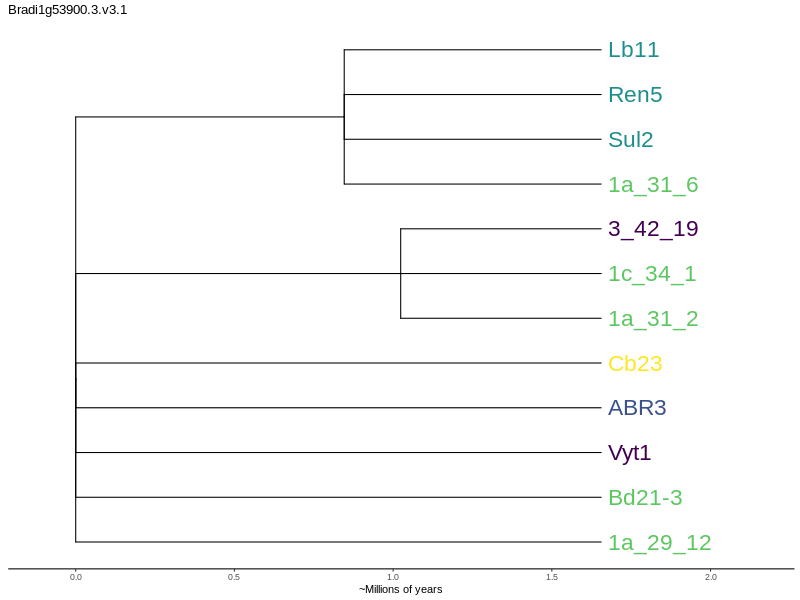 Bradi1g53900.3.v3.1
Lb11
Ren5
Sul2
1a_31_6
3_42_19
1c_34_1
1a_31_2
Cb23
ABR3
Vyt1
Bd21-3
1a_29_12
0.0 0.5 1.0 1.5 2.0
~Millions of years